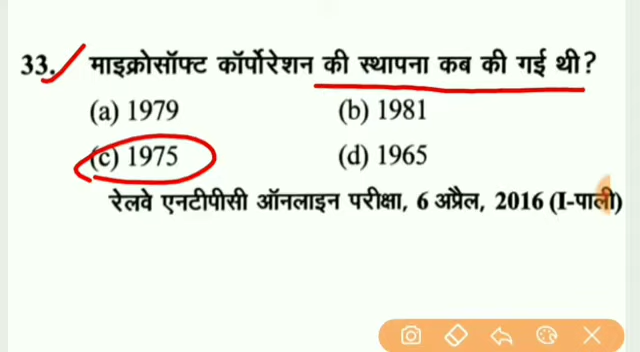 33. माइक्रोसॉफ्ट कॉर्पोरेशन की स्थापना कब की गई थी?
(a) 1979 (b) 1981
(c) 1975 (d) 1965
रेलवे एनटीपीसी ऑनलाइन परीक्षा, 6 अप्रैल, 2016 (I-पाली)